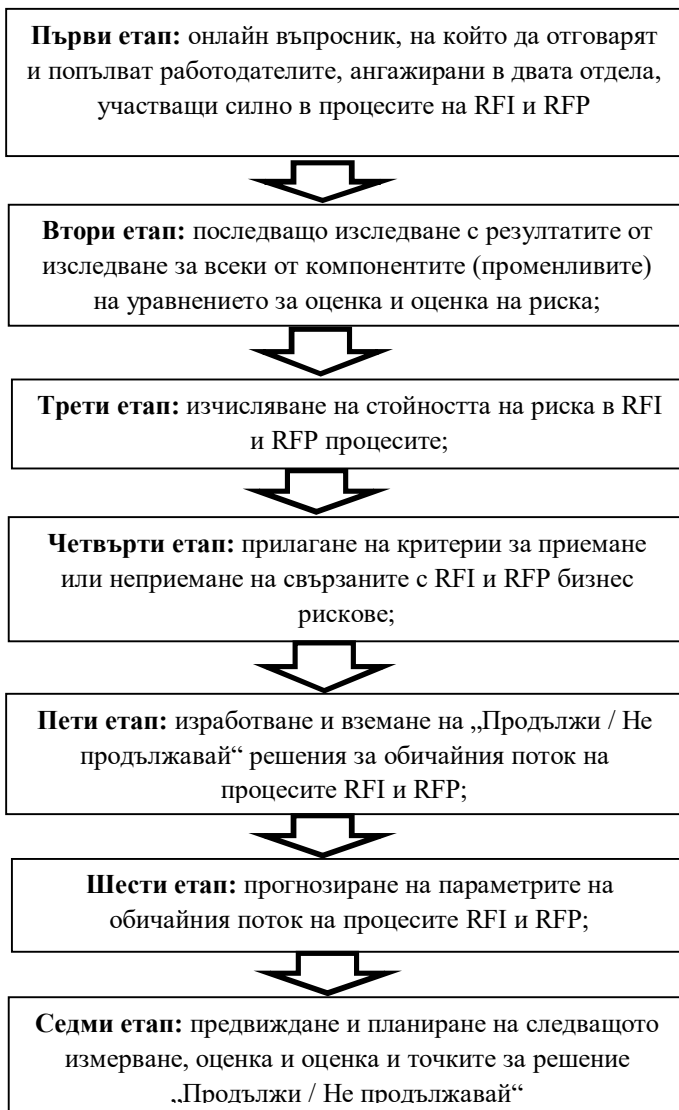 Първи етап: онлайн въпросник, на който да отговарят
и попълват работодателите, ангажирани в двата отдела,
участващи силно в процесите на RFI и RFP
Втори етап: последващо изследване с резултатите от
изследване за всеки от компонентите (променливите)
на уравнението за оценка и оценка на риска;
Трети етап: изчисляване на стойността на риска в RFI
и RFP процесите;
Четвърти етап: прилагане на критерии за приемане
или неприемане на свързаните с RFI и RFP бизнес
рискове;
Пети етап: изработване и вземане на „Продължи / Не
продължавай“ решения за обичайния поток на
процесите RFI и RFP;
Шести етап: прогнозиране на параметрите на
обичайния поток на процесите RFI и RFP;
Седми етап: предвиждане и планиране на следващото
измерване, оценка и оценка и точките за решение
„Продължи / Не продължавай“